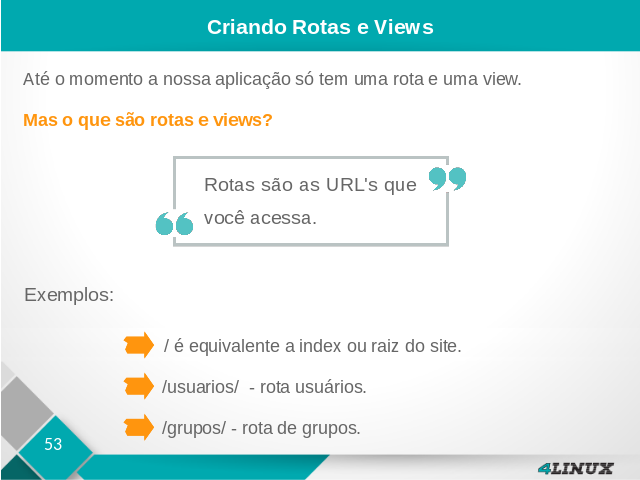 Criando Rotas e Views
Até o momento a nossa aplicação só tem uma rota e uma view.
Mas o que são rotas e views?
Rotas são as URL's que
você acessa.
Exemplos:
/ é equivalente a index ou raiz do site.
/usuarios/ - rota usuários.
/grupos/ - rota de grupos.
53
4LINUX